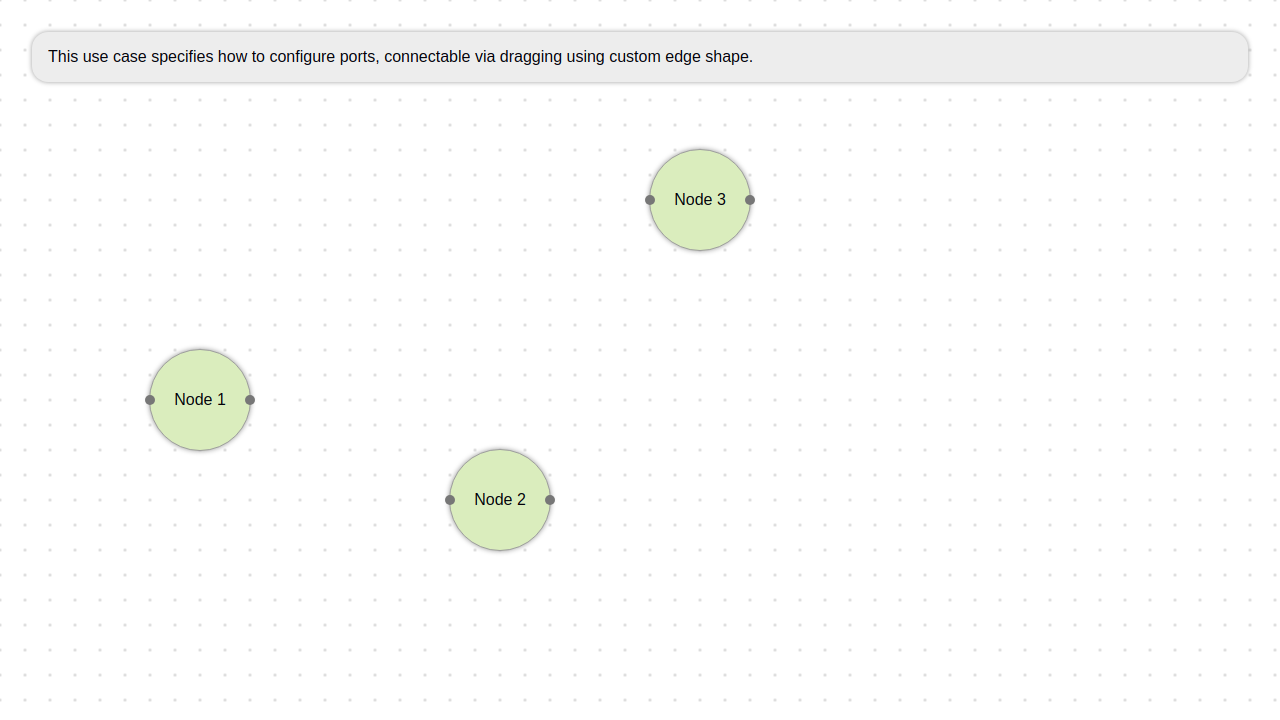 This use case specifies how to configure ports, connectable via dragging using custom edge shape.
Node 3
Node 1
Node 2